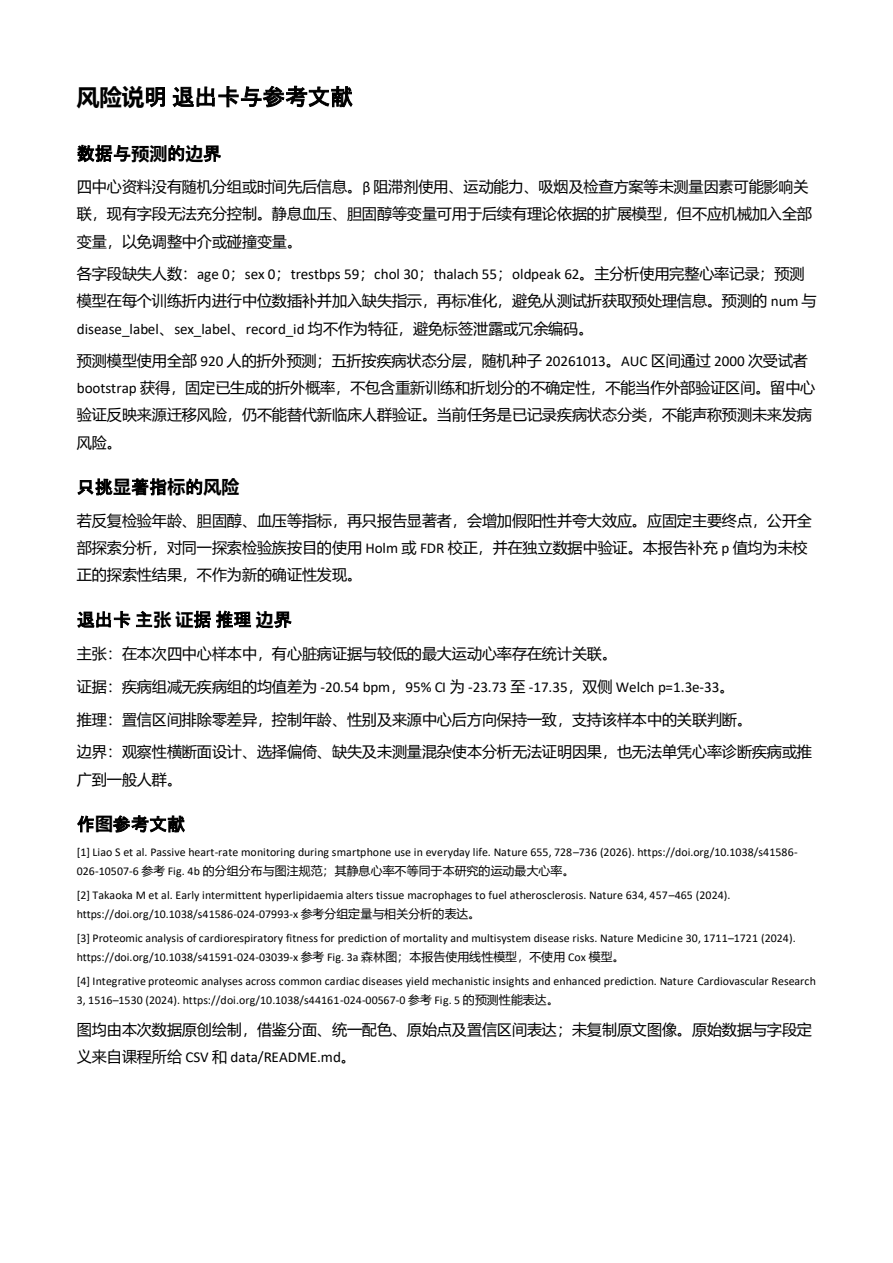 风险说明 退出卡与参考文献
数据与预测的边界
四中心资料没有随机分组或时间先后信息。β 阻滞剂使用、运动能力、吸烟及检查方案等未测量因素可能影响关
联，现有字段无法充分控制。静息血压、胆固醇等变量可用于后续有理论依据的扩展模型，但不应机械加入全部
变量，以免调整中介或碰撞变量。
各字段缺失人数：age 0；sex 0；trestbps 59；chol 30；thalach 55；oldpeak 62。主分析使用完整心率记录；预测
模型在每个训练折内进行中位数插补并加入缺失指示，再标准化，避免从测试折获取预处理信息。预测的 num 与
disease_label、sex_label、record_id 均不作为特征，避免标签泄露或冗余编码。
预测模型使用全部 920 人的折外预测；五折按疾病状态分层，随机种子 20261013。AUC 区间通过 2000 次受试者
bootstrap 获得，固定已生成的折外概率，不包含重新训练和折划分的不确定性，不能当作外部验证区间。留中心
验证反映来源迁移风险，仍不能替代新临床人群验证。当前任务是已记录疾病状态分类，不能声称预测未来发病
风险。
只挑显著指标的风险
若反复检验年龄、胆固醇、血压等指标，再只报告显著者，会增加假阳性并夸大效应。应固定主要终点，公开全
部探索分析，对同一探索检验族按目的使用 Holm 或 FDR 校正，并在独立数据中验证。本报告补充 p 值均为未校
正的探索性结果，不作为新的确证性发现。
退出卡 主张 证据 推理 边界
主张：在本次四中心样本中，有心脏病证据与较低的最大运动心率存在统计关联。
证据：疾病组减无疾病组的均值差为 -20.54 bpm，95% CI 为 -23.73 至 -17.35，双侧 Welch p=1.3e-33。
推理：置信区间排除零差异，控制年龄、性别及来源中心后方向保持一致，支持该样本中的关联判断。
边界：观察性横断面设计、选择偏倚、缺失及未测量混杂使本分析无法证明因果，也无法单凭心率诊断疾病或推
广到一般人群。
作图参考文献
[1] Liao S et al. Passive heart-rate monitoring during smartphone use in everyday life. Nature 655, 728–736 (2026). https://doi.org/10.1038/s41586-
026-10507-6 参考 Fig. 4b 的分组分布与图注规范；其静息心率不等同于本研究的运动最大心率。
[2] Takaoka M et al. Early intermittent hyperlipidaemia alters tissue macrophages to fuel atherosclerosis. Nature 634, 457–465 (2024).
https://doi.org/10.1038/s41586-024-07993-x 参考分组定量与相关分析的表达。
[3] Proteomic analysis of cardiorespiratory fitness for prediction of mortality and multisystem disease risks. Nature Medicine 30, 1711–1721 (2024).
https://doi.org/10.1038/s41591-024-03039-x 参考 Fig. 3a 森林图；本报告使用线性模型，不使用 Cox 模型。
[4] Integrative proteomic analyses across common cardiac diseases yield mechanistic insights and enhanced prediction. Nature Cardiovascular Research
3, 1516–1530 (2024). https://doi.org/10.1038/s44161-024-00567-0 参考 Fig. 5 的预测性能表达。
图均由本次数据原创绘制，借鉴分面、统一配色、原始点及置信区间表达；未复制原文图像。原始数据与字段定
义来自课程所给 CSV 和 data/README.md。